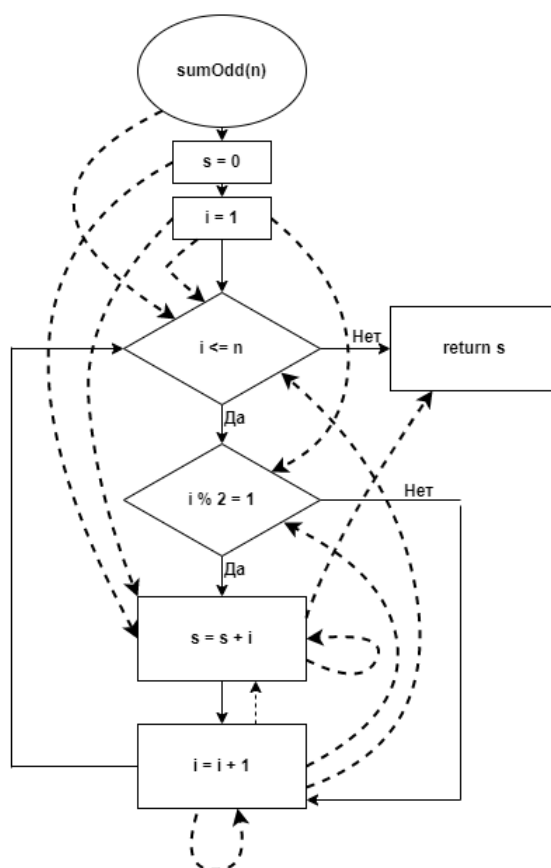 sumOdd(n)
s = 0
i = 1
i <= n
Нет
return s
Да
i % 2 = 1
Нет
Да
s = s + i
i = i + 1